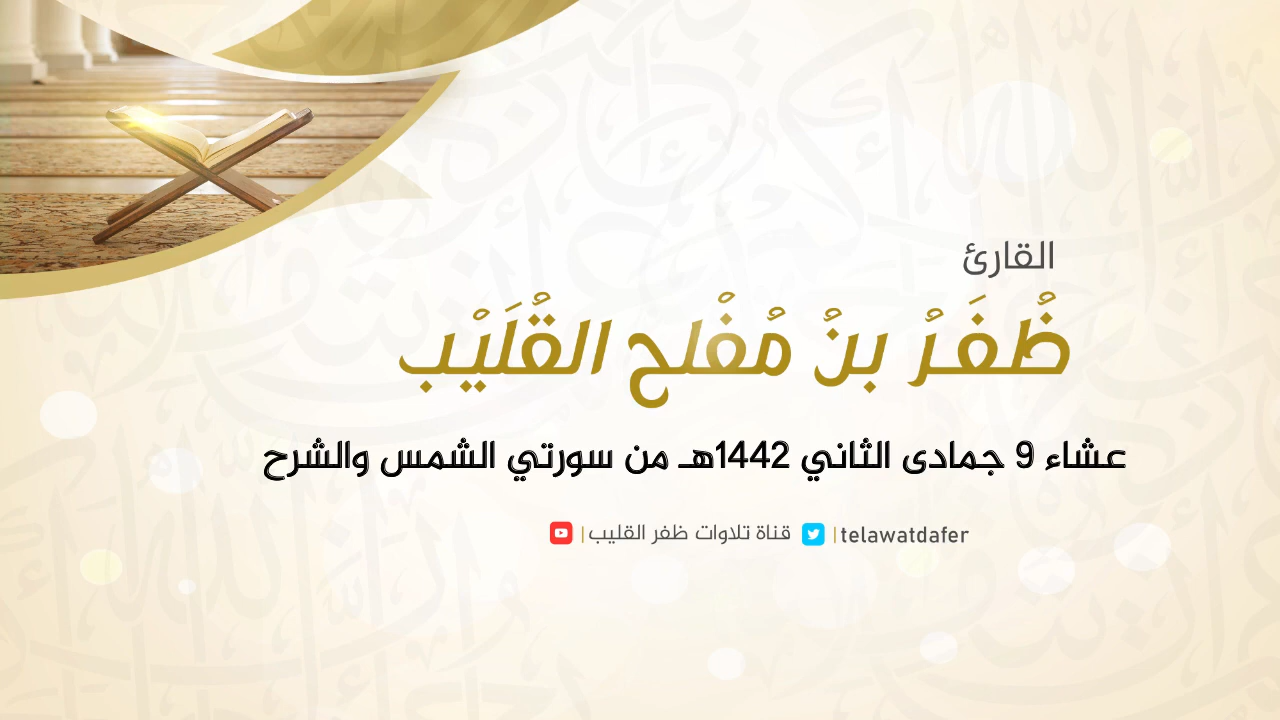 القارئ
ظُفَرُ بنُ مُفْلح القُلَيْب
عشاء 9 جمادى الثاني 1442هـ من سورتي الشمس والشرح
telawatdafer | قناة تلاوات ظفر القليب |